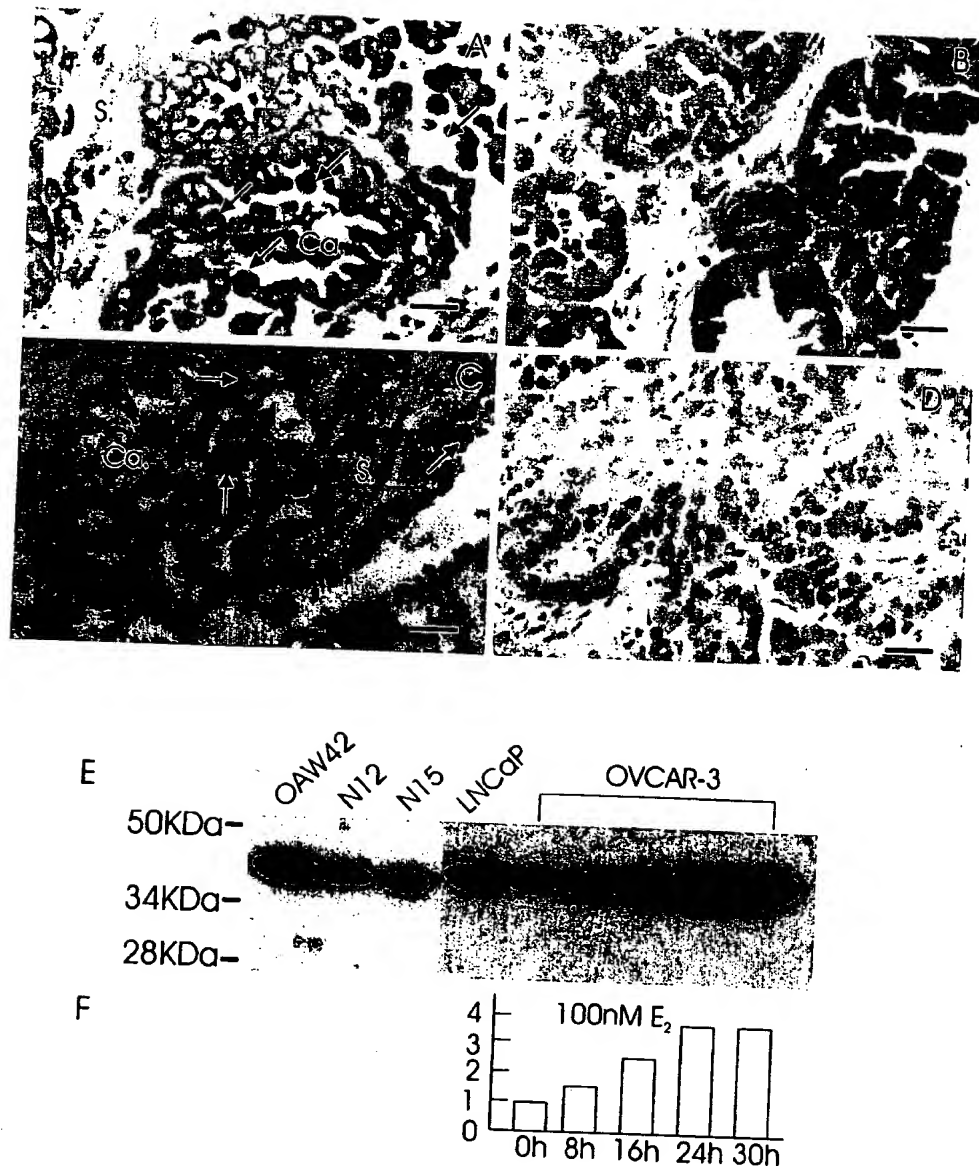 A
S.
Ca.
B
C
Ca.
S.
D
E
OAW42
N12
N15
LNCaP
OVCAR-3
50KDa-
34KDa-
28KDa-
F
100nM E₂
4
3
2
1
0
0h 8h 16h 24h 30h